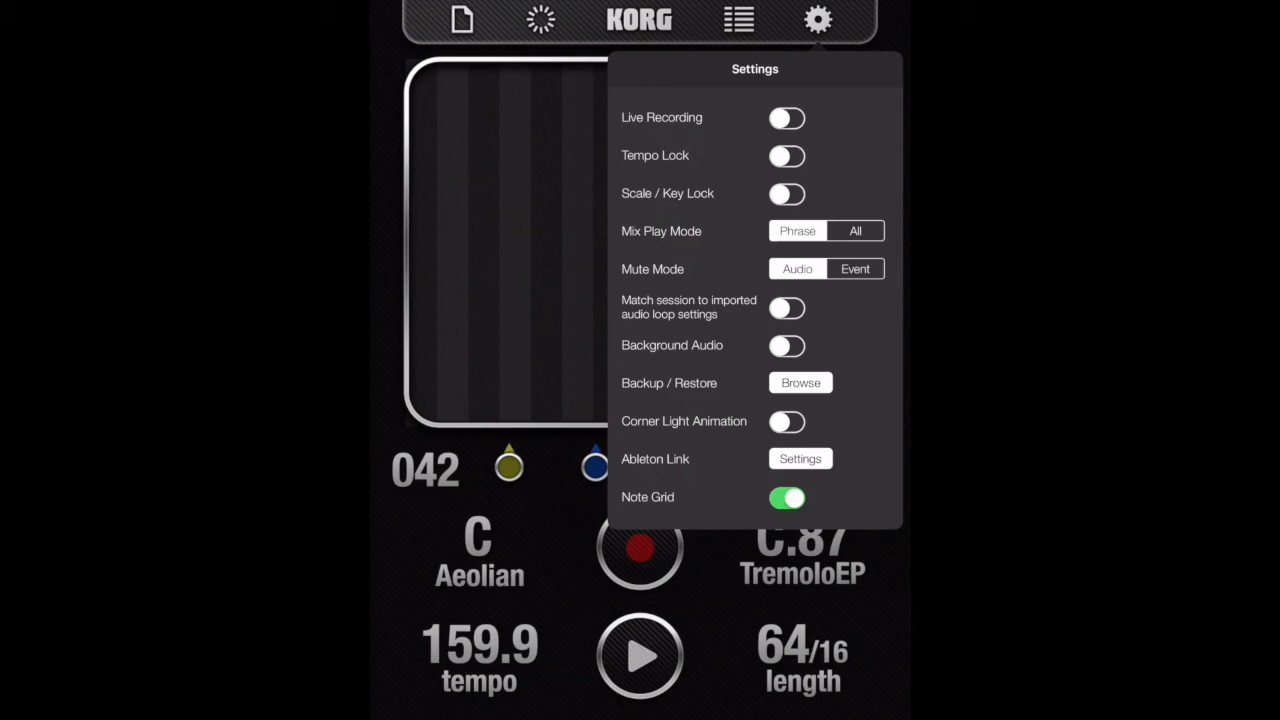 KORG
Settings
Live Recording
Tempo Lock
Scale / Key Lock
Mix Play Mode Phrase All
Mute Mode Audio Event
Match session to imported
audio loop settings
Background Audio
Backup / Restore Browse
Corner Light Animation
Ableton Link Settings
Note Grid
042
C C.87
Aeolian TremoloEP
159.9 64/16
tempo length